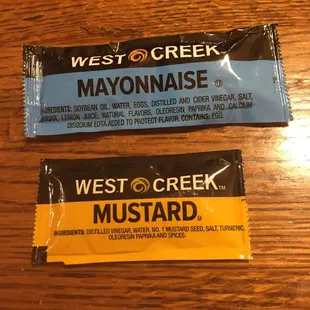 WEST CREEK
MAYONNAISE
INGREDIENTS: SOYBEAN OIL, WATER, EGGS, DISTILLED AND CIDER VINEGAR, SALT,
SUGAR, LEMON JUICE, NATURAL FLAVORS, OLEORESIN PAPRIKA AND CALCIUM
DISODIUM EDTA ADDED TO PROTECT FLAVOR. CONTAINS: EGG.
WEST CREEK™
MUSTARD
INGREDIENTS: DISTILLED VINEGAR, WATER, NO. 1 MUSTARD SEED, SALT, TURMERIC,
OLEORESIN PAPRIKA AND SPICES.